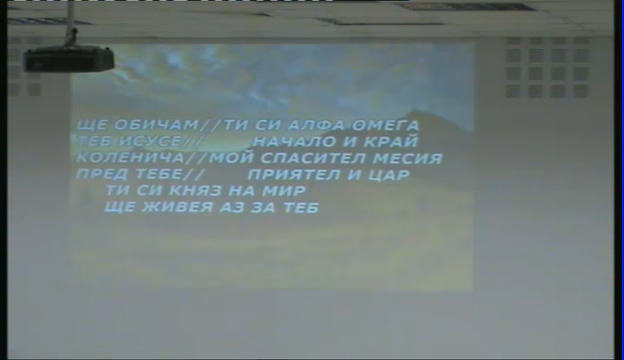 ЩЕ ОБИЧАМ//ТИ СИ АЛФА ОМЕГА
ТЕБ ИСУСЕ// НАЧАЛО И КРАЙ
КОЛЕНИЧА//МОЙ СПАСИТЕЛ МЕСИЯ
ПРЕД ТЕБЕ// ПРИЯТЕЛ И ЦАР
ТИ СИ КНЯЗ НА МИР
ЩЕ ЖИВЕЯ АЗ ЗА ТЕБ